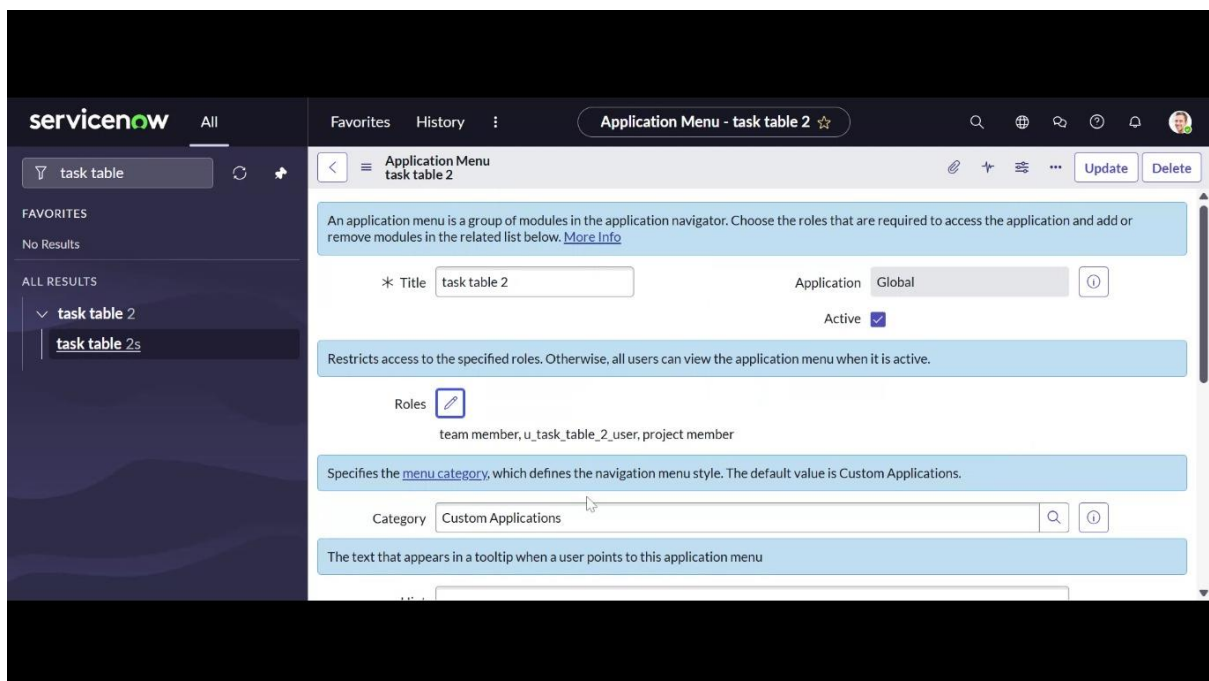 servicenow All Favorites History Application Menu - task table 2
task table
Application Menu
task table 2
Update Delete
FAVORITES
No Results
ALL RESULTS
task table 2
task table 2s
An application menu is a group of modules in the application navigator. Choose the roles that are required to access the application and add or
remove modules in the related list below. More Info
Title task table 2 Application Global
Active
Restricts access to the specified roles. Otherwise, all users can view the application menu when it is active.
Roles
team member, u_task_table_2_user, project member
Specifies the menu category, which defines the navigation menu style. The default value is Custom Applications.
Category Custom Applications
The text that appears in a tooltip when a user points to this application menu